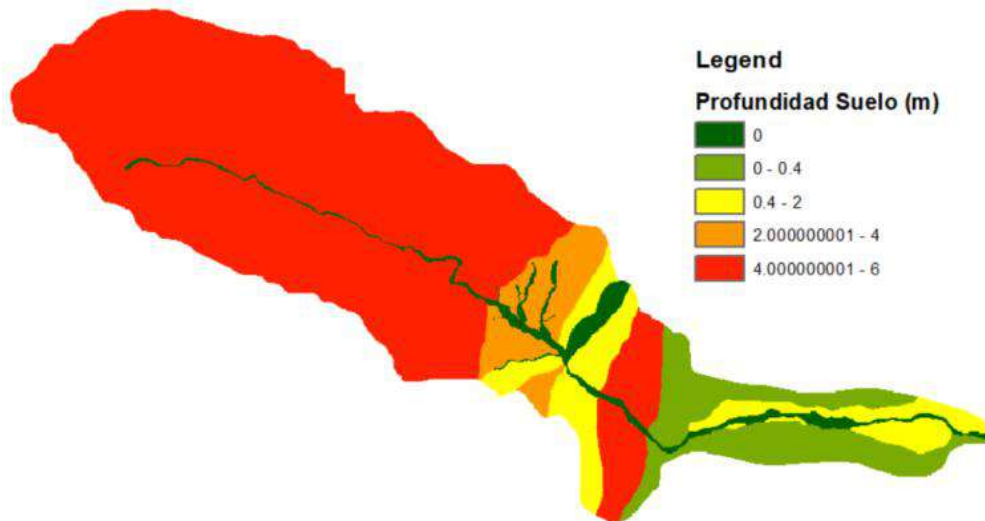 Legend
Profundidad Suelo (m)
0
0 - 0.4
0.4 - 2
2.000000001 - 4
4.000000001 - 6